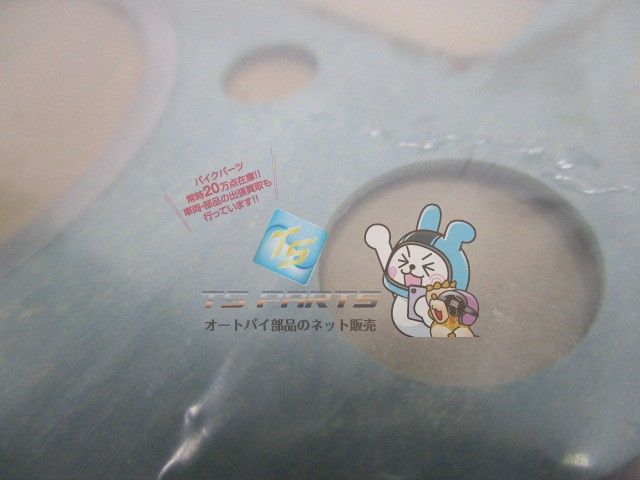 バイクパーツ
常時20万点在庫!!
車両・部品の出張買取も
行っています!!
TS
TS PARTS
オートバイ部品のネット販売